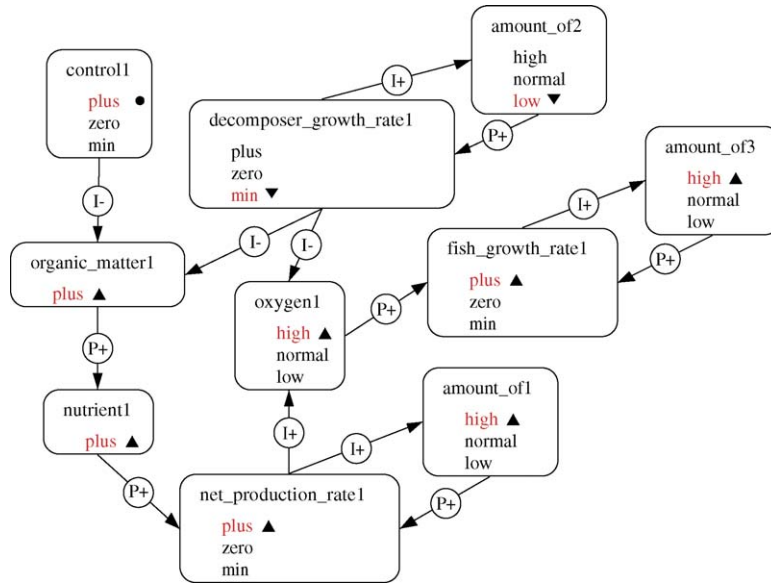 amount_of2
high
normal
low
control1
plus
zero
min
I+
decomposer_growth_rate1
plus
zero
min
P+
amount_of3
high
normal
low
I-
I-
I-
I+
organic_matter1
plus
fish_growth_rate1
plus
zero
min
P+
oxygen1
high
normal
low
P+
P+
nutrient1
plus
amount_of1
high
normal
low
I+
I+
P+
P+
net_production_rate1
plus
zero
min